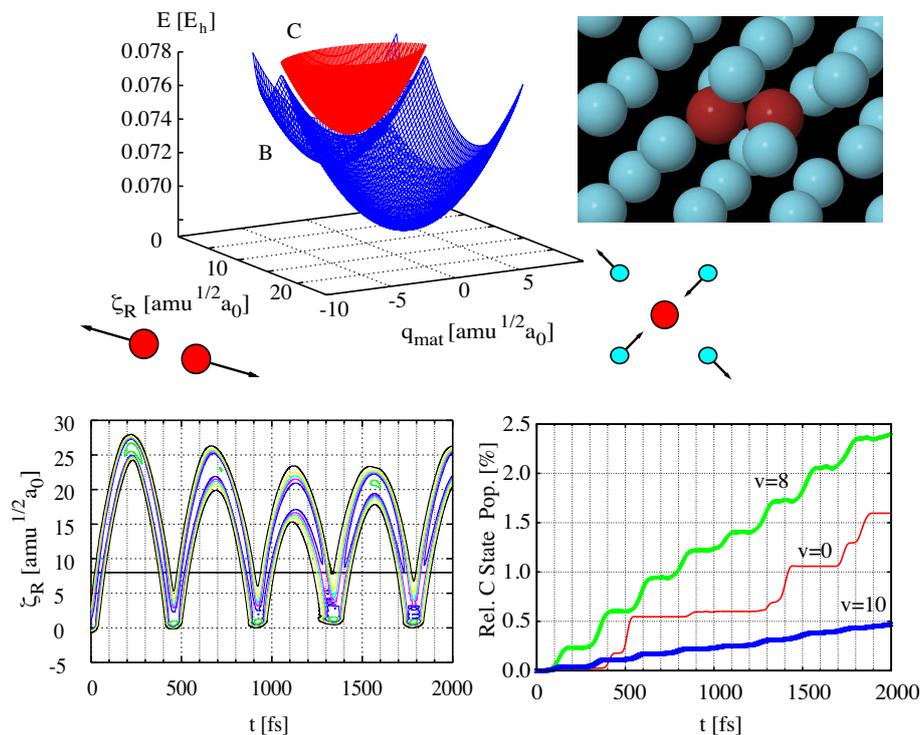 E [E_h]
C
0.078
0.076
0.074
0.072
0.070
B
0
10
20
-10
-5
0
5
ζ_R [amu^1/2 a_0]
q_mat [amu^1/2 a_0]
30
25
20
15
10
5
0
-5
ζ_R [amu^1/2 a_0]
0 500 1000 1500 2000
t [fs]
2.5
2.0
1.5
1.0
0.5
0.0
Rel. C State Pop. [%]
v=8
v=0
v=10
0 500 1000 1500 2000
t [fs]